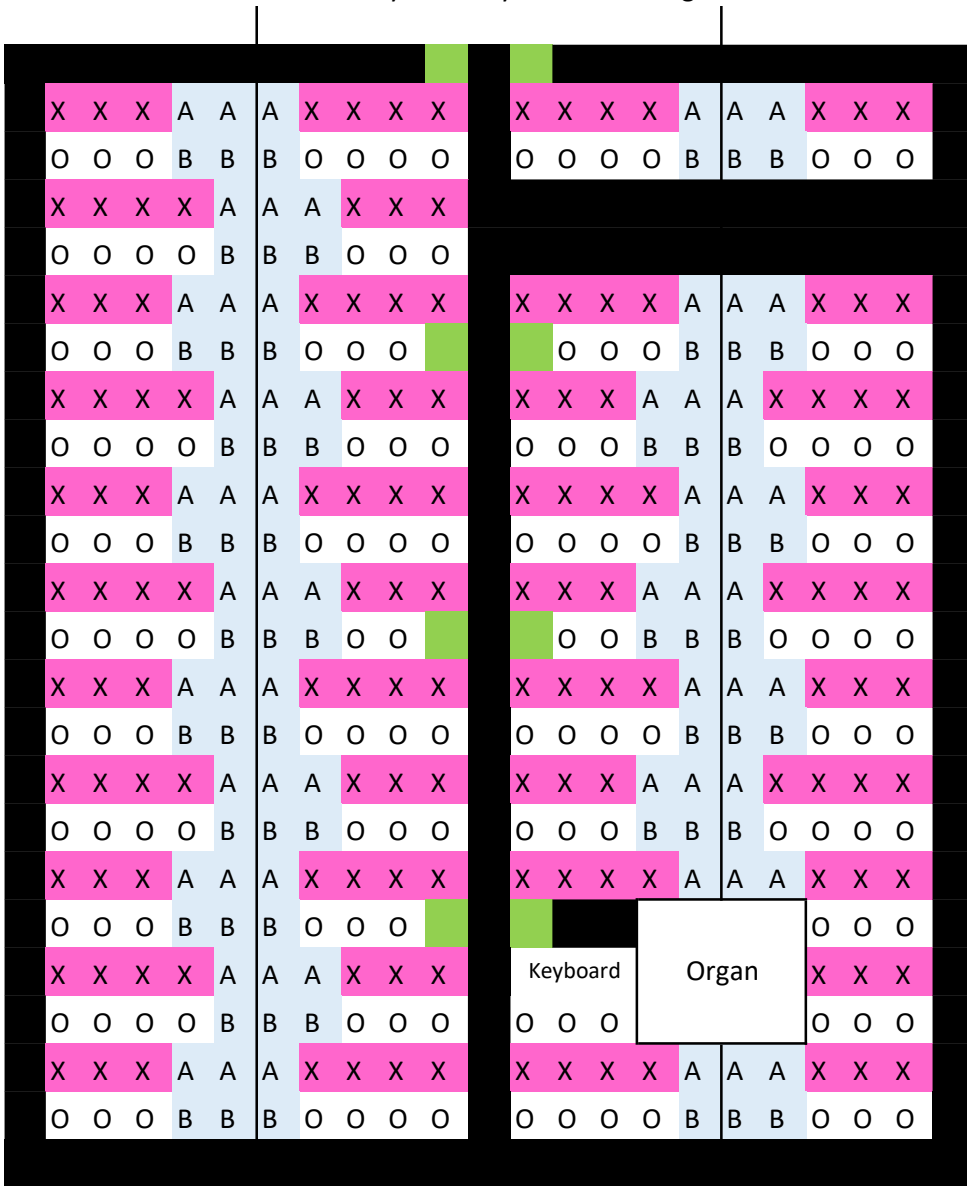 X X X A A A X X X X X X X X A A A X X X
O O O B B B O O O O O O O O B B B O O O
X X X X A A A X X X
O O O O B B B O O O
X X X A A A X X X X X X X X A A A X X X
O O O B B B O O O O O O B B B O O O
X X X X A A A X X X X X X A A A X X X X
O O O O B B B O O O O O O B B B O O O O
X X X A A A X X X X X X X X A A A X X X
O O O B B B O O O O O O O O B B B O O O
X X X X A A A X X X X X X A A A X X X X
O O O O B B B O O O O B B B O O O O
X X X A A A X X X X X X X X A A A X X X
O O O B B B O O O O O O O O B B B O O O
X X X X A A A X X X X X X A A A X X X X
O O O O B B B O O O O O O B B B O O O O
X X X A A A X X X X X X X X A A A X X X
O O O B B B O O O O O O
X X X X A A A X X X Keyboard Organ X X X
O O O O B B B O O O O O O O O O
X X X A A A X X X X X X X X A A A X X X
O O O B B B O O O O O O O O B B B O O O